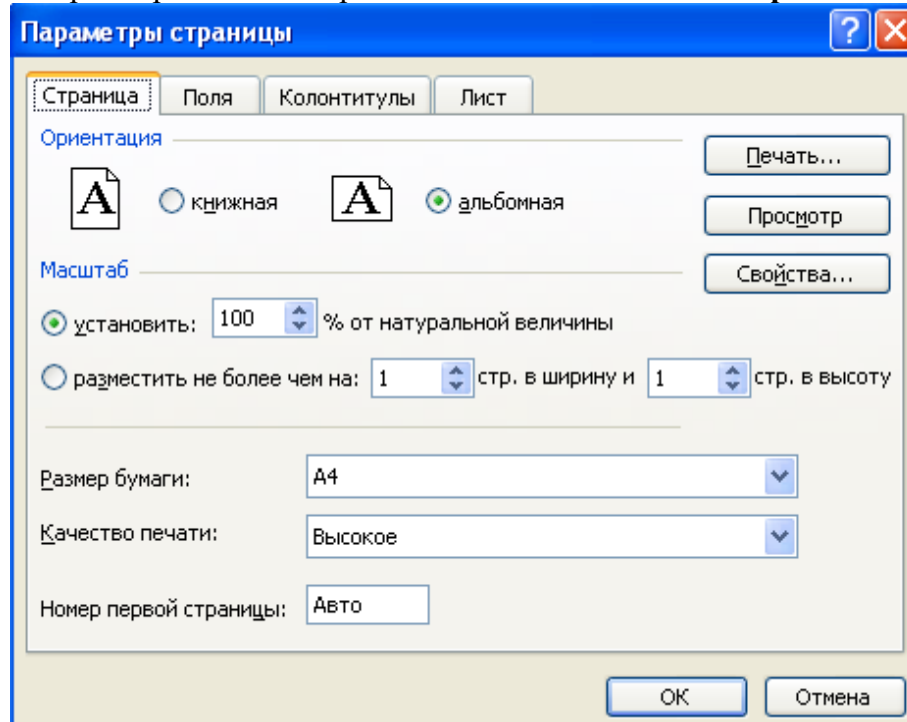 Параметры страницы
Страница Поля Колонтитулы Лист
Ориентация
Печать...
A книжная A альбомная
Просмотр
Масштаб
Свойства...
установить: 100 % от натуральной величины
разместить не более чем на: 1 стр. в ширину и 1 стр. в высоту
Размер бумаги: A4
Качество печати: Высокое
Номер первой страницы: Авто
ОК Отмена